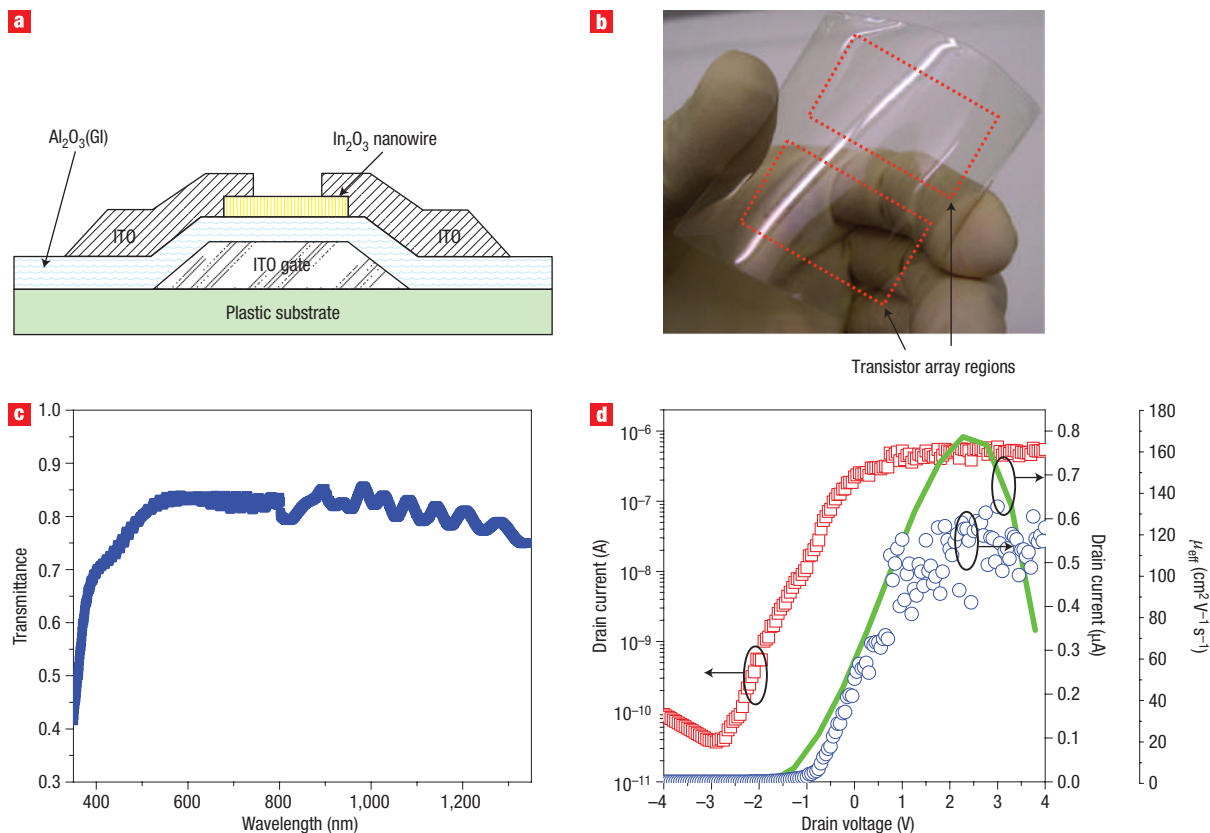 a
Al₂O₃(GI)
In₂O₃ nanowire
ITO
ITO
ITO gate
Plastic substrate
b
Transistor array regions
c
1.0
0.9
0.8
0.7
0.6
0.5
0.4
0.3
Transmittance
400
600
800
1,000
1,200
Wavelength (nm)
d
10⁻⁶
10⁻⁷
10⁻⁸
10⁻⁹
10⁻¹⁰
10⁻¹¹
Drain current (A)
–4
–3
–2
–1
0
1
2
3
4
Drain voltage (V)
0.8
0.7
0.6
0.5
0.4
0.3
0.2
0.1
0.0
Drain current (μA)
180
160
140
120
100
80
60
40
20
0
μeff (cm² V⁻¹ s⁻¹)